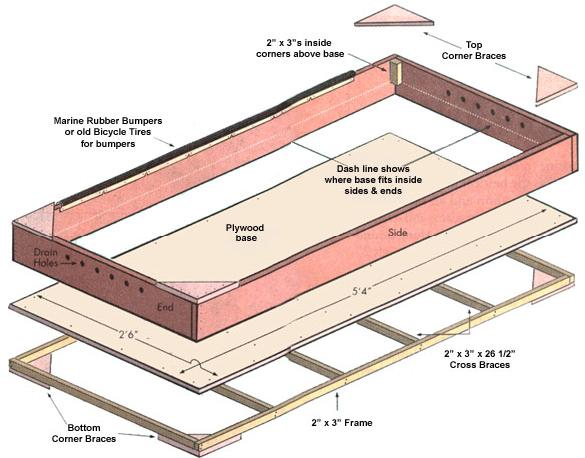 2" x 3"s inside
corners above base
Top
Corner Braces
Marine Rubber Bumpers
or old Bicycle Tires
for bumpers
Dash line shows
where base fits inside
sides & ends
Plywood
base
Side
Drain
Holes
End
5'4"
2'6"
2" x 3" x 26 1/2"
Cross Braces
2" x 3" Frame
Bottom
Corner Braces